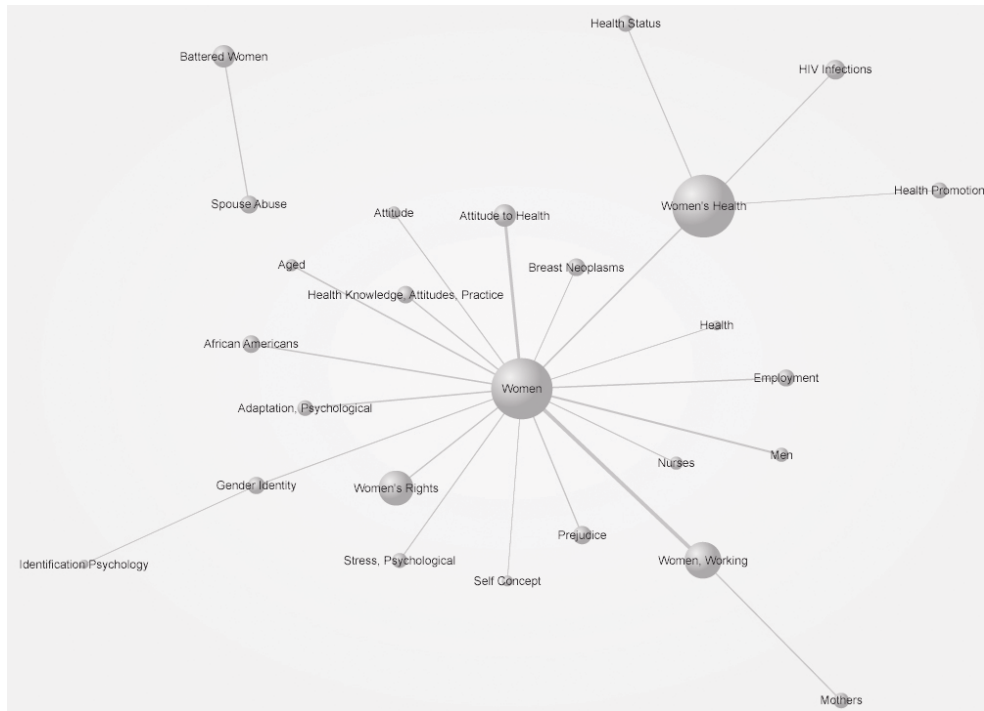 Health Status
Battered Women
HIV Infections
Health Promotion
Spouse Abuse
Women's Health
Attitude
Attitude to Health
Aged
Breast Neoplasms
Health Knowledge, Attitudes, Practice
Health
African Americans
Employment
Women
Adaptation, Psychological
Men
Nurses
Gender Identity
Women's Rights
Prejudice
Stress, Psychological
Women, Working
Identification Psychology
Self Concept
Mothers